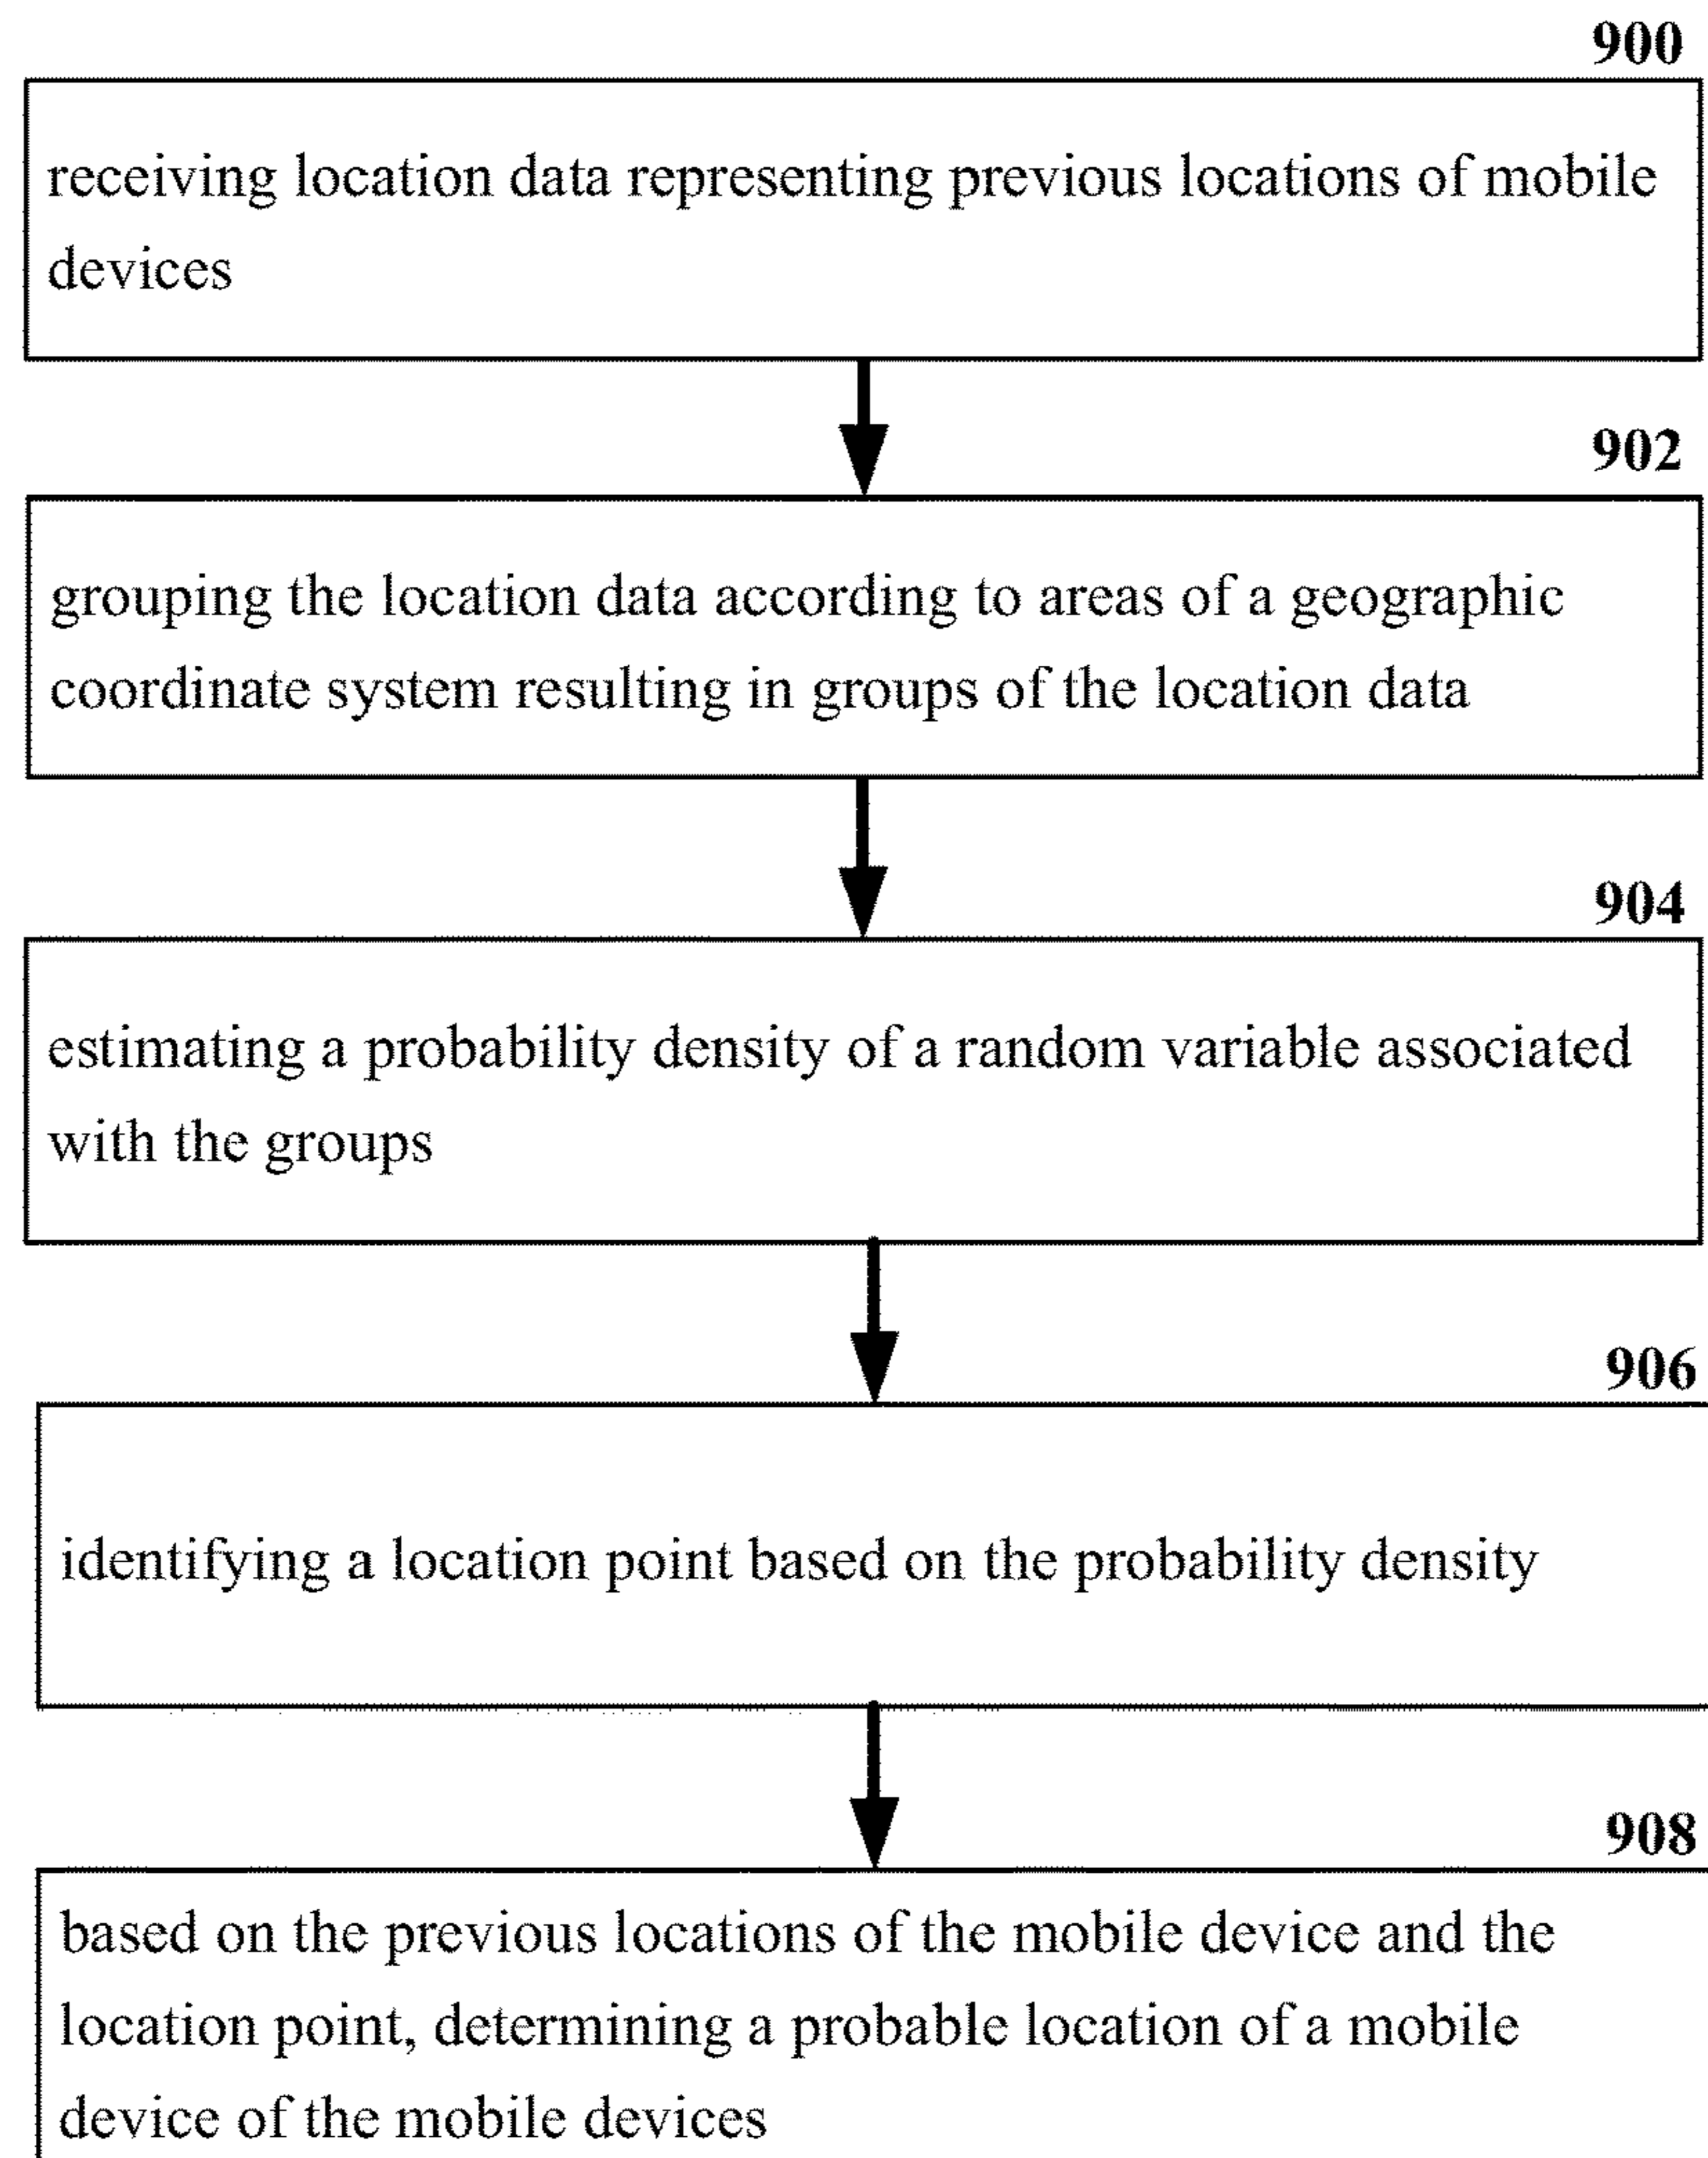 900
receiving location data representing previous locations of mobile
devices
902
grouping the location data according to areas of a geographic
coordinate system resulting in groups of the location data
904
estimating a probability density of a random variable associated
with the groups
906
identifying a location point based on the probability density
908
based on the previous locations of the mobile device and the
location point, determining a probable location of a mobile
device of the mobile devices